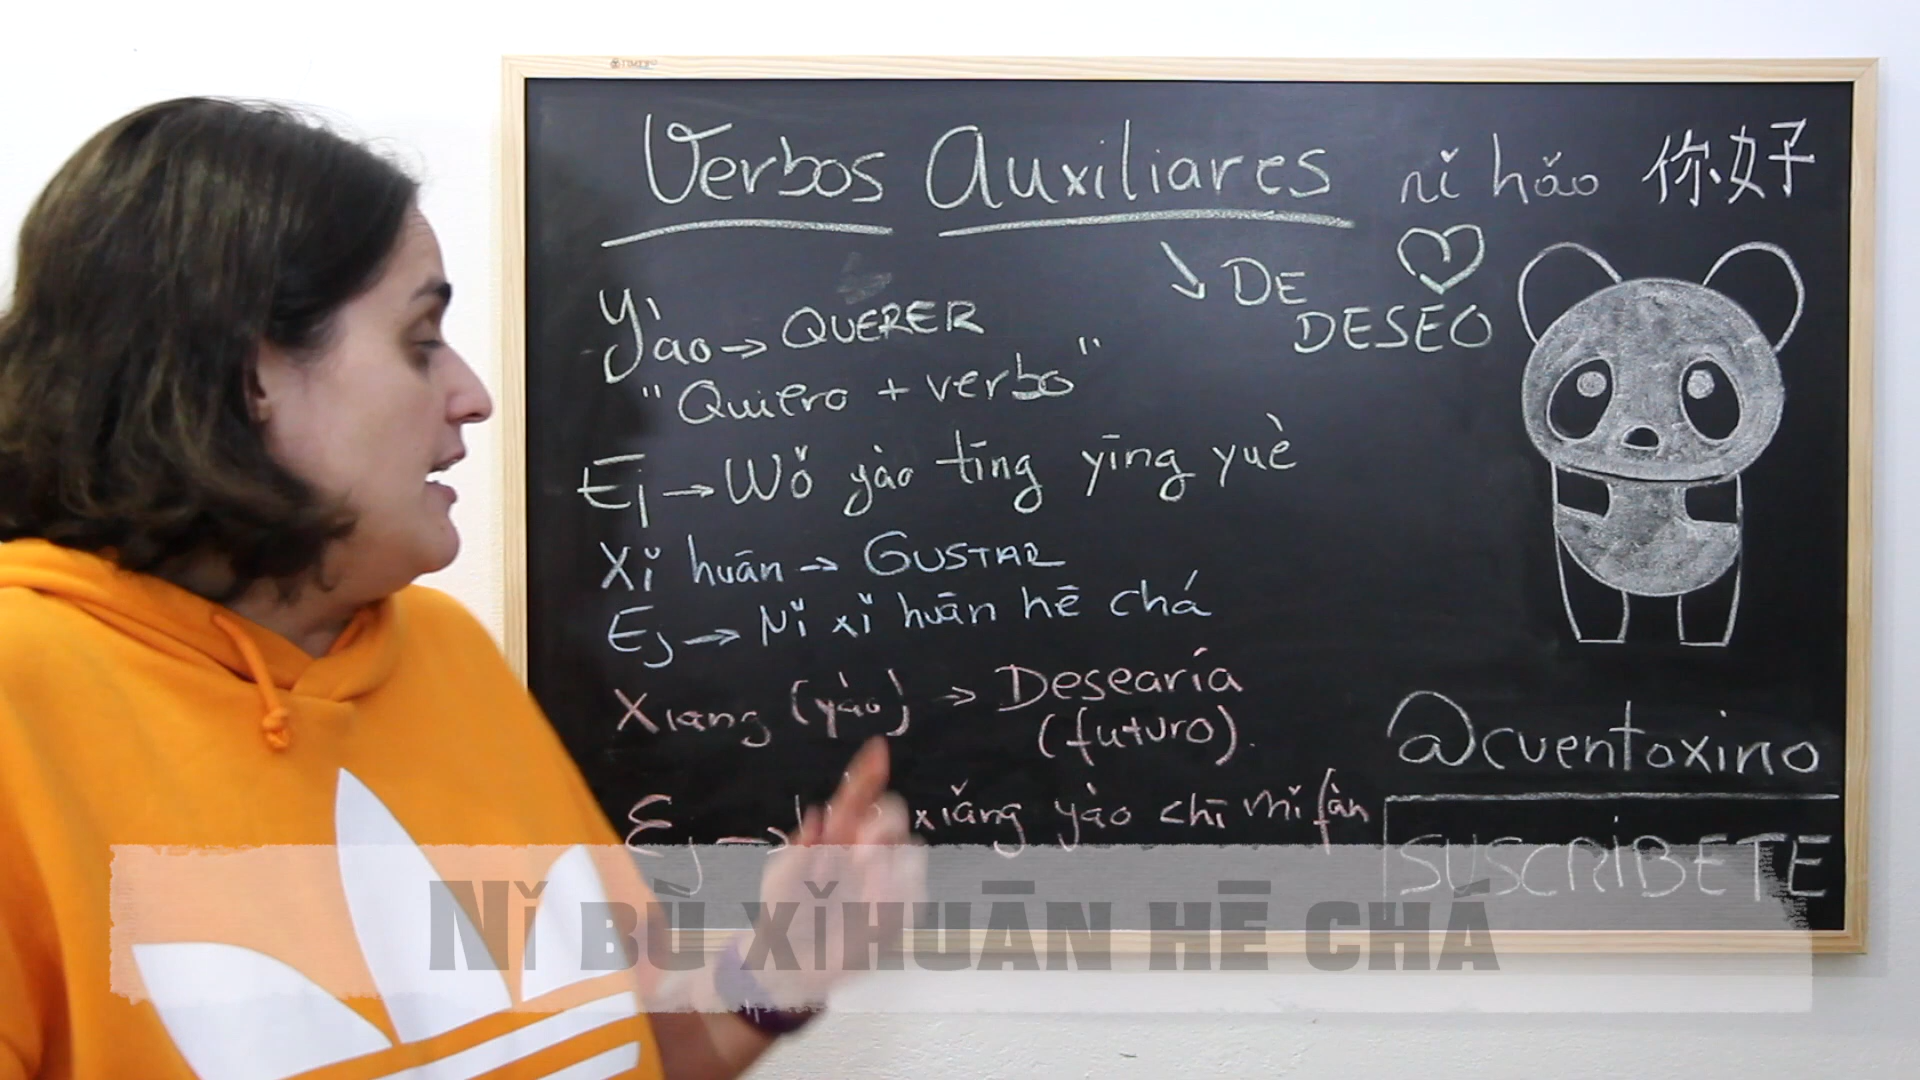 TIMESO
Verbos Auxiliares nǐ hǎo 你好
↘ DE
DESEO
Yào → QUERER
"Quiero + verbo"
Ej → Wǒ yào tīng yīng yuè
Xǐ huān → GUSTAR
Ej → Nǐ xǐ huān hē chá
Xiang (yào) → Desearía
(futuro).
@cuentoxino
Ej → xiǎng yào chī mǐ fàn
SUSCRÍBETE
Nǐ bù xǐhuān hē chá